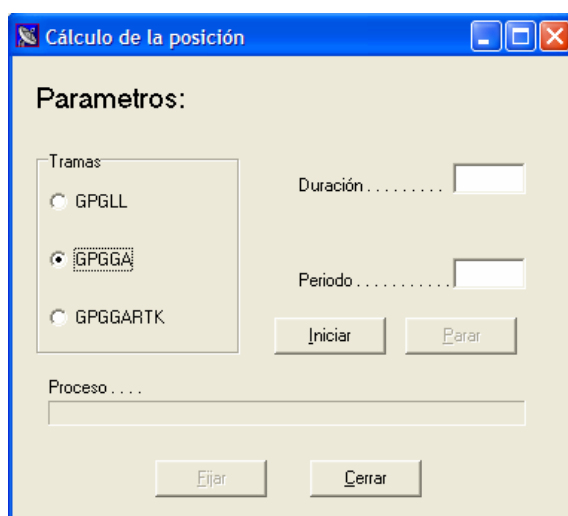 Cálculo de la posición
Parametros:
Tramas
GPGLL
GPGGA
GPGGARTK
Duración . . . . . . . . .
Periodo . . . . . . . . . . .
Iniciar
Parar
Proceso . . . .
Fijar
Cerrar